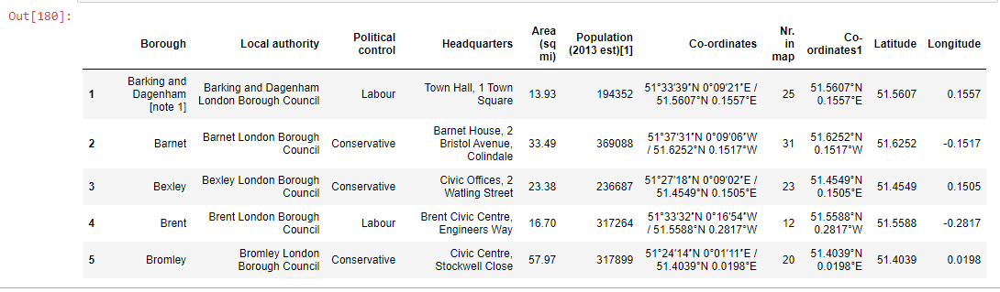 Out[180]:
Borough Local authority Political control Headquarters Area (sq mi) Population (2013 est)[1] Co-ordinates Nr. in map Co-ordinates1 Latitude Longitude
1 Barking and Dagenham [note 1] Barking and Dagenham London Borough Council Labour Town Hall, 1 Town Square 13.93 194352 51°33′39″N 0°09′21″E / 51.5607°N 0.1557°E 25 51.5607°N 0.1557°E 51.5607 0.1557
2 Barnet Barnet London Borough Council Conservative Barnet House, 2 Bristol Avenue, Colindale 33.49 369088 51°37′31″N 0°09′06″W / 51.6252°N 0.1517°W 31 51.6252°N 0.1517°W 51.6252 -0.1517
3 Bexley Bexley London Borough Council Conservative Civic Offices, 2 Watling Street 23.38 236687 51°27′18″N 0°09′02″E / 51.4549°N 0.1505°E 23 51.4549°N 0.1505°E 51.4549 0.1505
4 Brent Brent London Borough Council Labour Brent Civic Centre, Engineers Way 16.70 317264 51°33′32″N 0°16′54″W / 51.5588°N 0.2817°W 12 51.5588°N 0.2817°W 51.5588 -0.2817
5 Bromley Bromley London Borough Council Conservative Civic Centre, Stockwell Close 57.97 317899 51°24′14″N 0°01′11″E / 51.4039°N 0.0198°E 20 51.4039°N 0.0198°E 51.4039 0.0198